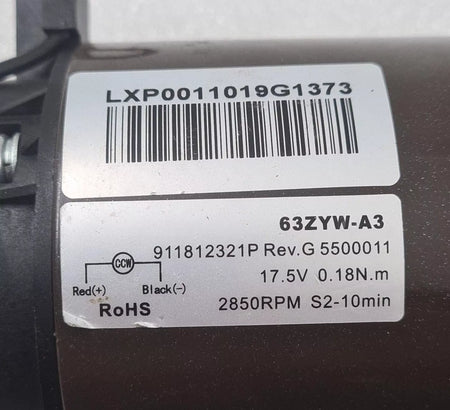 LXP0011019G1373
63ZYW-A3
911812321P Rev.G 5500011
CCW
17.5V 0.18N.m
Red(+) Black(-)
RoHS
2850RPM S2-10min